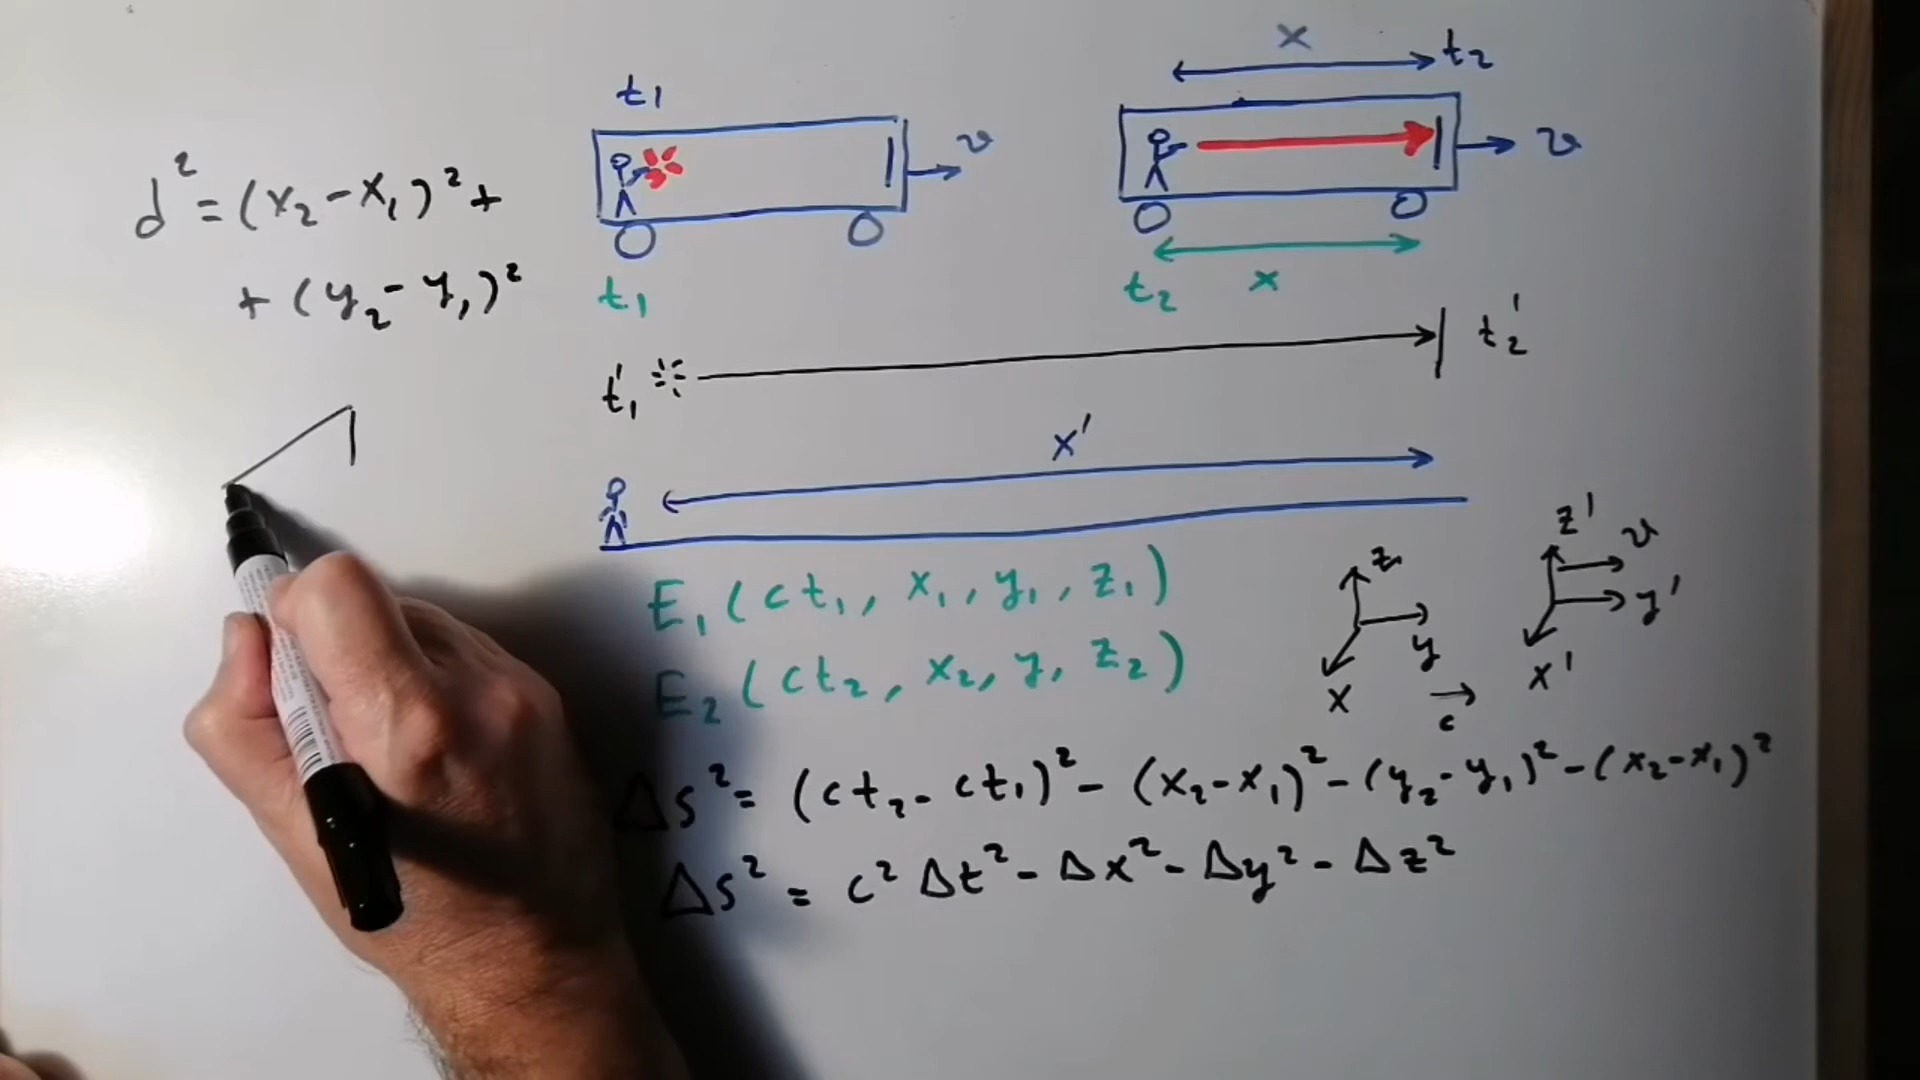 d² = (x₂ - x₁)² +
+ (y₂ - y₁)²
t₁
v
x
t₂
v
t₁
t₂
x
t'₁
t₂'
x'
E₁ (ct₁, x₁, y₁, z₁)
E₂ (ct₂, x₂, y, z₂)
z
y
x
c
z'
v
y'
x'
Δs² = (ct₂ - ct₁)² - (x₂ - x₁)² - (y₂ - y₁)² - (x₂ - x₁)²
Δs² = c² Δt² - Δx² - Δy² - Δz²